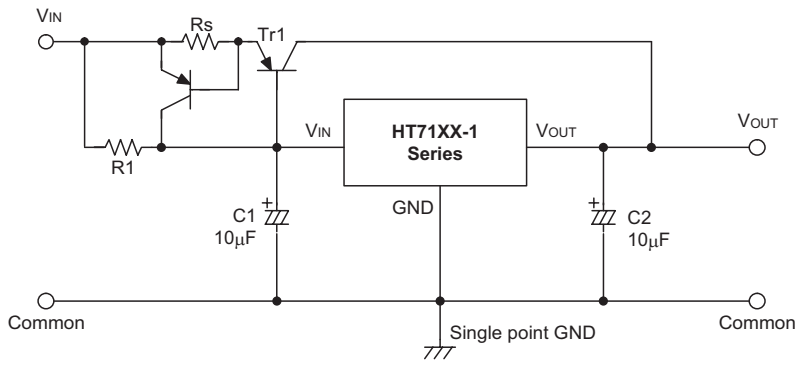 VIN
Rs
Tr1
R1
VIN
HT71XX-1
Series
VOUT
VOUT
GND
+
C1
10μF
+
C2
10μF
Common
Single point GND
Common